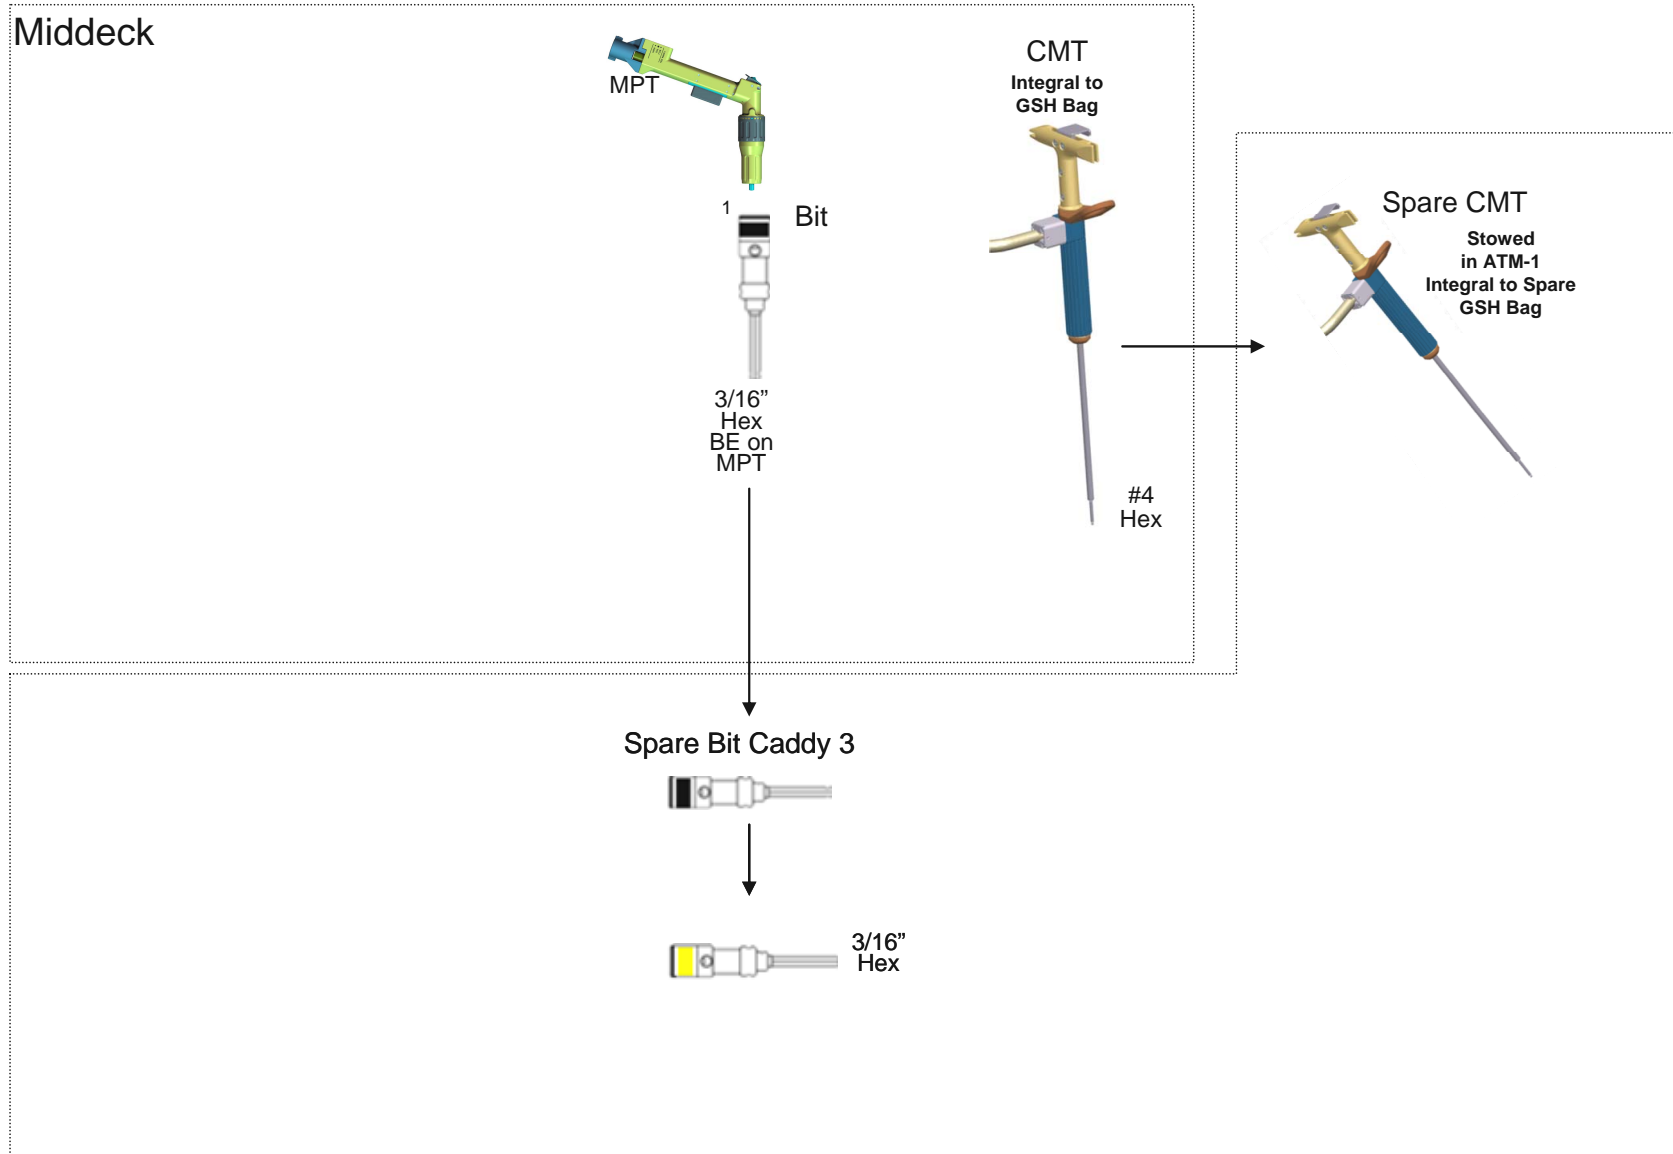 Middeck
MPT
1
Bit
3/16”
Hex
BE on
MPT
CMT
Integral to
GSH Bag
#4
Hex
Spare CMT
Stowed
in ATM-1
Integral to Spare
GSH Bag
Spare Bit Caddy 3
3/16”
Hex